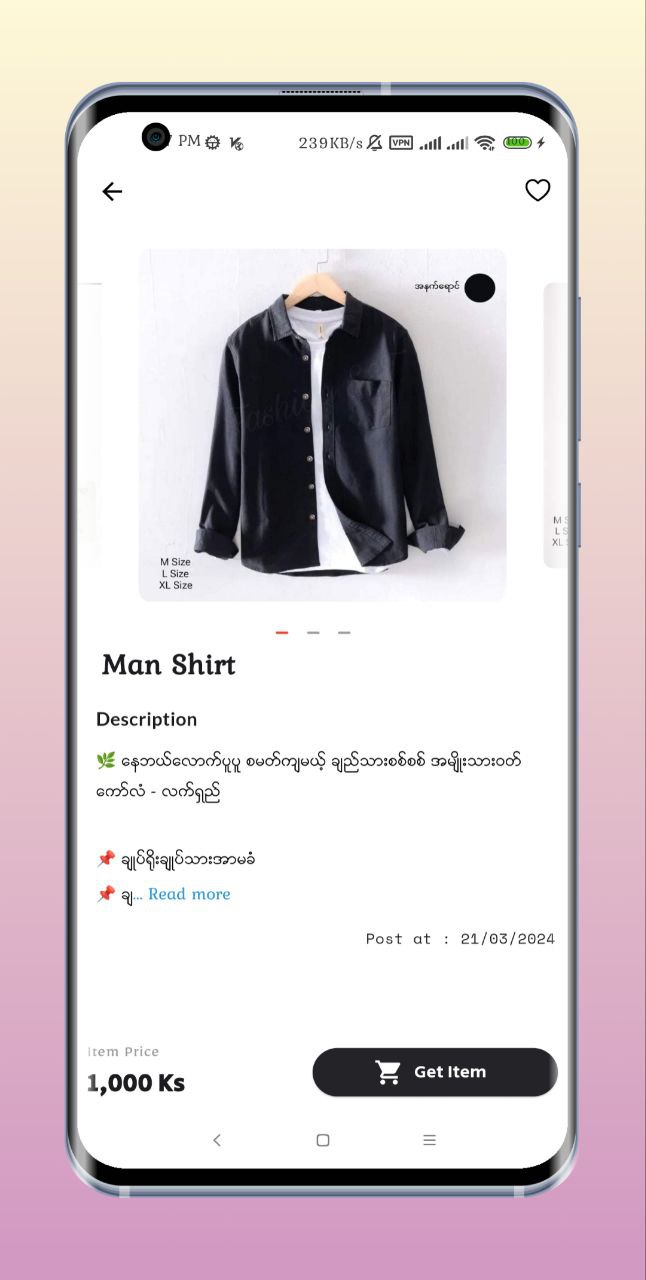 PM
239KB/s
VPN
100
အနက်ရောင်
M Size
L Size
XL Size
M S
L S
XL
Man Shirt
Description
🌿 နေဘယ်လောက်ပူပူ စမတ်ကျမယ့် ချည်သားစစ်စစ် အမျိုးသားဝတ်
ကော်လံ - လက်ရှည်
📌 ချုပ်ရိုးချုပ်သားအာမခံ
📌 ချ... Read more
Post at : 21/03/2024
Item Price
1,000 Ks
Get Item